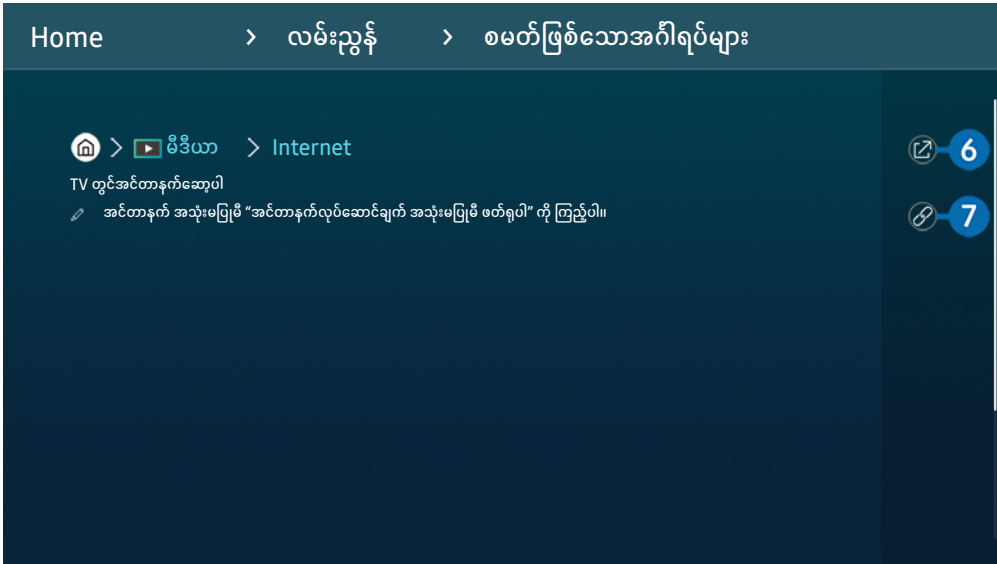 Home > လမ်းညွှန် > စမတ်ဖြစ်သောအင်္ဂါရပ်များ
> မီဒီယာ > Internet
6
TV တွင်အင်တာနက်ဆော့ပါ
အင်တာနက် အသုံးမပြုမီ “အင်တာနက်လုပ်ဆောင်ချက် အသုံးမပြုမီ ဖတ်ရှုပါ” ကို ကြည့်ပါ။
7